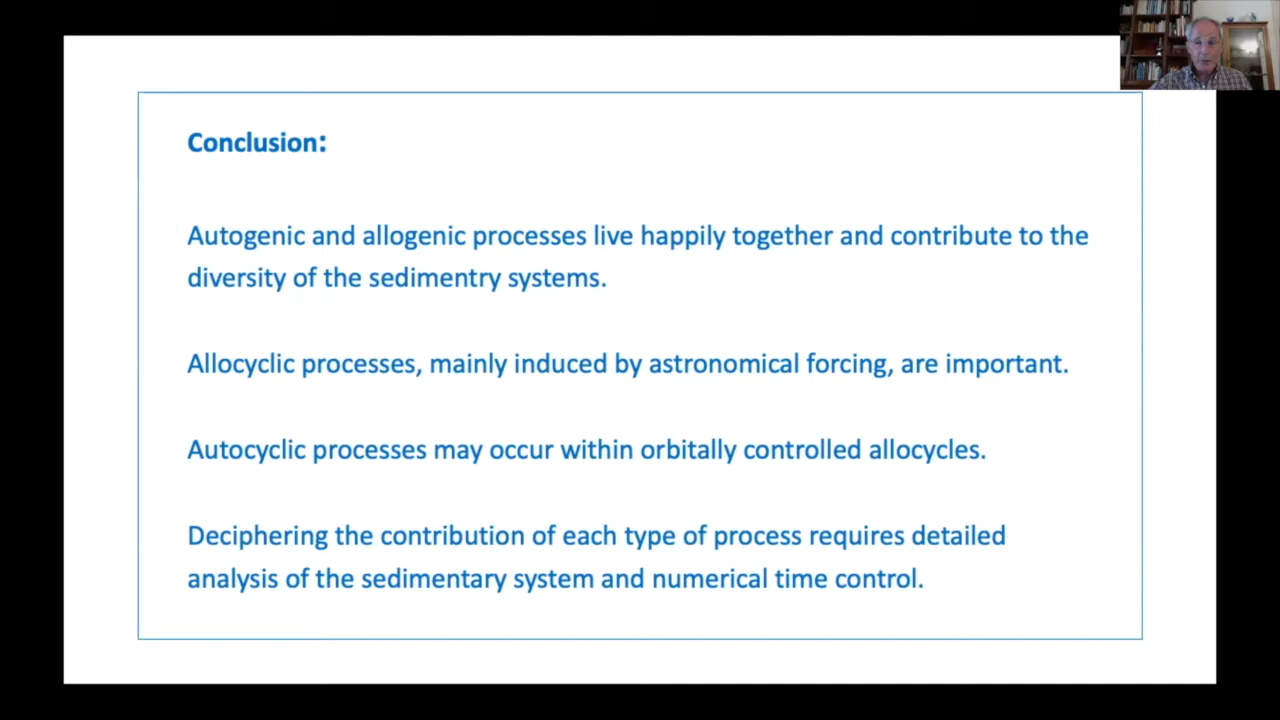 Conclusion:
Autogenic and allogenic processes live happily together and contribute to the
diversity of the sedimentry systems.
Allocyclic processes, mainly induced by astronomical forcing, are important.
Autocyclic processes may occur within orbitally controlled allocycles.
Deciphering the contribution of each type of process requires detailed
analysis of the sedimentary system and numerical time control.